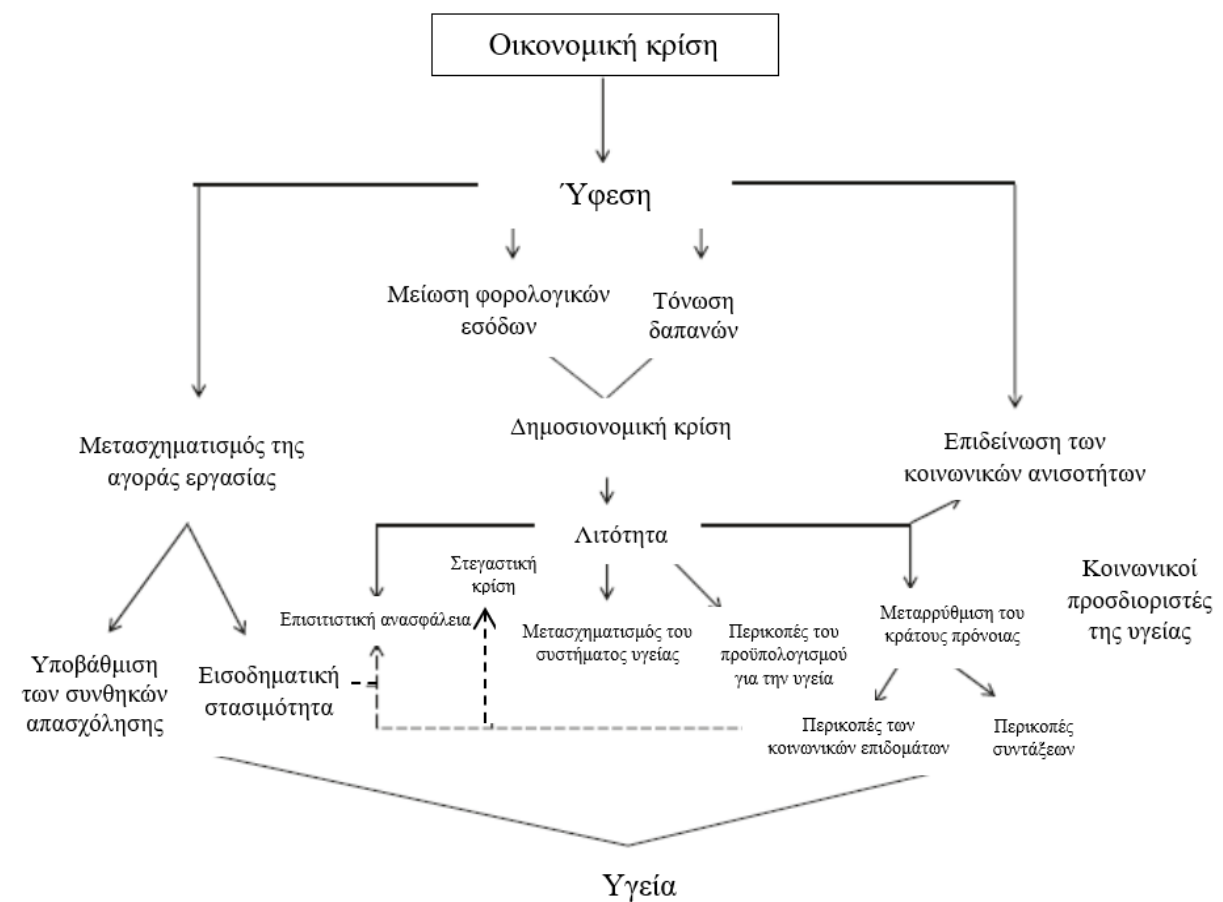 Οικονομική κρίση
Ύφεση
Μείωση φορολογικών
εσόδων
Τόνωση
δαπανών
Μετασχηματισμός της
αγοράς εργασίας
Δημοσιονομική κρίση
Επιδείνωση των
κοινωνικών ανισοτήτων
Λιτότητα
Στεγαστική
κρίση
Επισιτιστική ανασφάλεια
Μετασχηματισμός του
συστήματος υγείας
Περικοπές του
προϋπολογισμού
για την υγεία
Μεταρρύθμιση του
κράτους πρόνοιας
Κοινωνικοί
προσδιοριστές
της υγείας
Υποβάθμιση
των συνθηκών
απασχόλησης
Εισοδηματική
στασιμότητα
Περικοπές των
κοινωνικών επιδομάτων
Περικοπές
συντάξεων
Υγεία